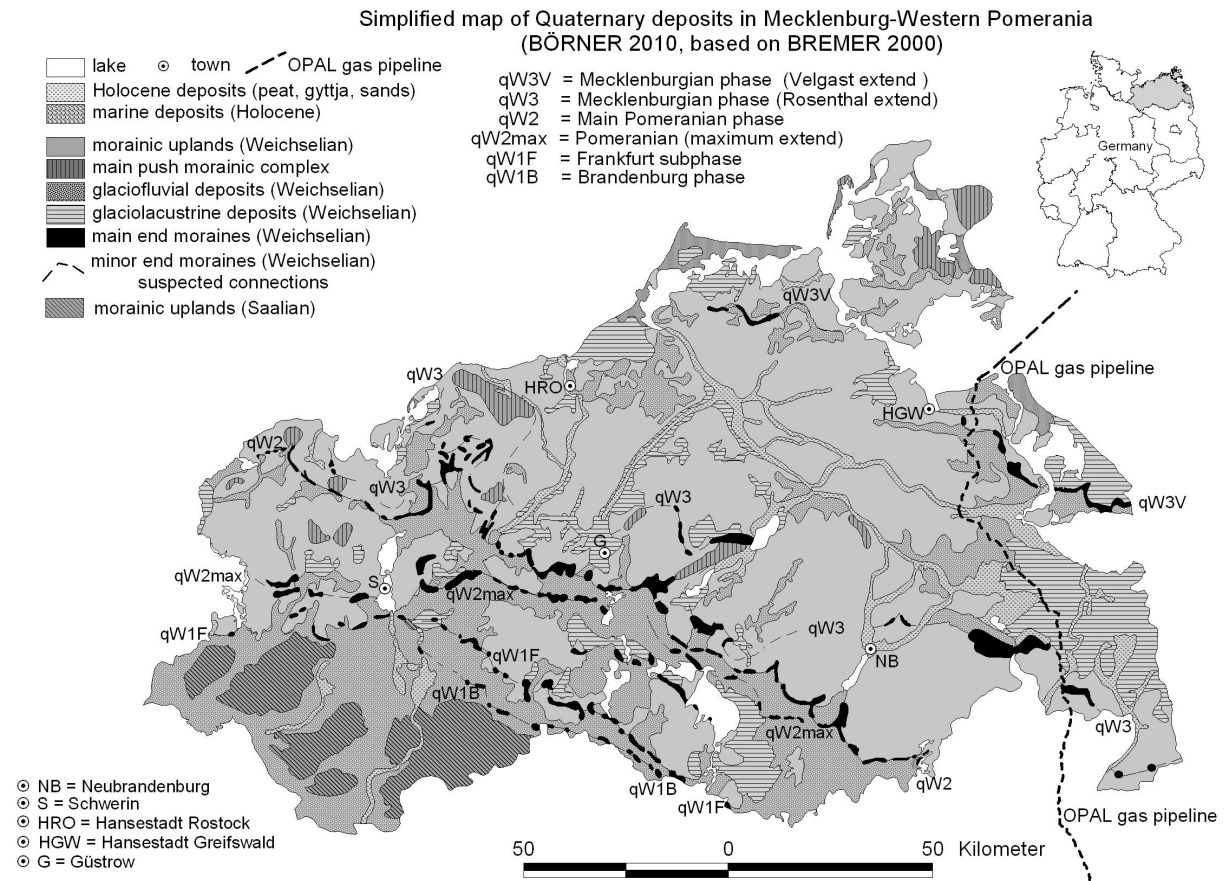 Simplified map of Quaternary deposits in Mecklenburg-Western Pomerania
(BÖRNER 2010, based on BREMER 2000)
lake
town
OPAL gas pipeline
Holocene deposits (peat, gyttja, sands)
marine deposits (Holocene)
morainic uplands (Weichselian)
main push morainic complex
glaciofluvial deposits (Weichselian)
glaciolacustrine deposits (Weichselian)
main end moraines (Weichselian)
minor end moraines (Weichselian)
suspected connections
morainic uplands (Saalian)
qW3V = Mecklenburgian phase (Velgast extend )
qW3 = Mecklenburgian phase (Rosenthal extend)
qW2 = Main Pomeranian phase
qW2max = Pomeranian (maximum extend)
qW1F = Frankfurt subphase
qW1B = Brandenburg phase
Germany
qW3V
OPAL gas pipeline
qW3
HRO
HGW
qW2
qW3
qW3
qW3V
G
qW2max
S
qW2max
qW1F
qW3
qW1F
NB
qW1B
qW2max
qW3
qW2
qW1B
qW1F
OPAL gas pipeline
NB = Neubrandenburg
S = Schwerin
HRO = Hansestadt Rostock
HGW = Hansestadt Greifswald
G = Güstrow
50 0 50 Kilometer